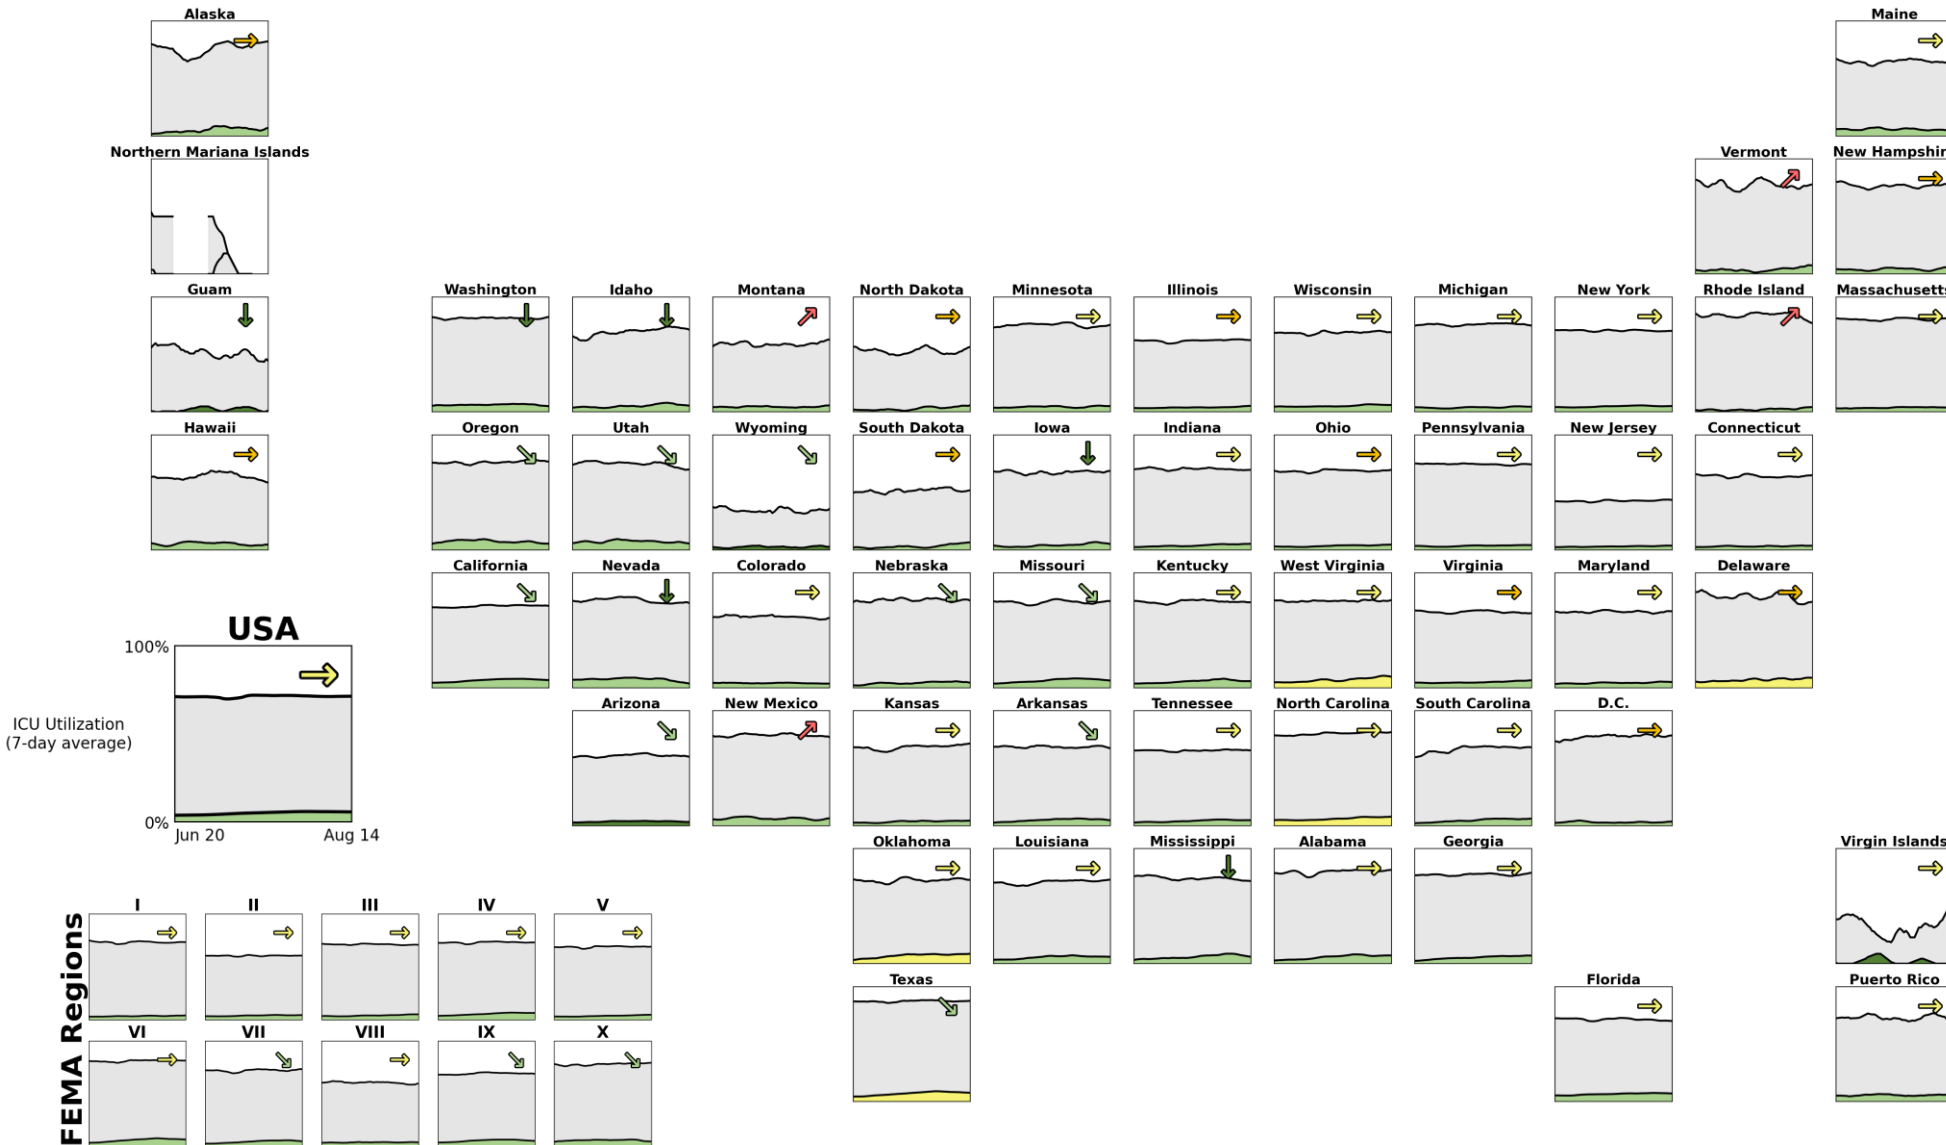 Alaska
Maine
Northern Mariana Islands
Vermont
New Hampshir
Guam
Washington
Idaho
Montana
North Dakota
Minnesota
Illinois
Wisconsin
Michigan
New York
Rhode Island
Massachusetts
Hawaii
Oregon
Utah
Wyoming
South Dakota
Iowa
Indiana
Ohio
Pennsylvania
New Jersey
Connecticut
California
Nevada
Colorado
Nebraska
Missouri
Kentucky
West Virginia
Virginia
Maryland
Delaware
USA
100%
ICU Utilization
(7-day average)
0%
Jun 20
Aug 14
Arizona
New Mexico
Kansas
Arkansas
Tennessee
North Carolina
South Carolina
D.C.
Oklahoma
Louisiana
Mississippi
Alabama
Georgia
Virgin Islands
Texas
Florida
Puerto Rico
FEMA Regions
I
II
III
IV
V
VI
VII
VIII
IX
X